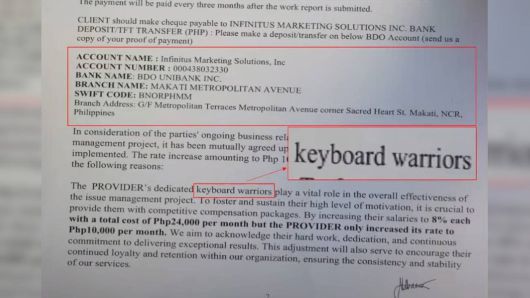 The payment will be paid every three months after the work report is submitted.
CLIENT should make cheque payable to INFINITUS MARKETING SOLUTIONS INC. BANK
DEPOSIT/TFT TRANSFER (PHP) : Please make a deposit/transfer on below BDO Account (send us a
copy of your proof of payment)
ACCOUNT NAME : Infinitus Marketing Solutions, Inc
ACCOUNT NUMBER : 000438032330
BANK NAME: BDO UNIBANK INC.
BRANCH NAME: MAKATI METROPOLITAN AVENUE
SWIFT CODE: BNORPHMM
Branch Address: G/F Metropolitan Terraces Metropolitan Avenue corner Sacred Heart St. Makati, NCR,
Philippines
In consideration of the parties' ongoing business
management project, it has been mutually agreed
implemented. The rate increase amounting to Php
the following reasons:
keyboard warriors
The PROVIDER's dedicated keyboard warriors play a vital role in the overall effectiveness of
the issue management project. To foster and sustain their high level of motivation, it is crucial to
provide them with competitive compensation packages. By increasing their salaries to 8% each
with a total cost of Php24,000 per month but the PROVIDER only increased its rate to
Php10,000 per month. We aim to acknowledge their hard work, dedication, and continuous
commitment to delivering exceptional results. This adjustment will also serve to encourage their
continued loyalty and retention within our organization, ensuring the consistency and stability
of our services.